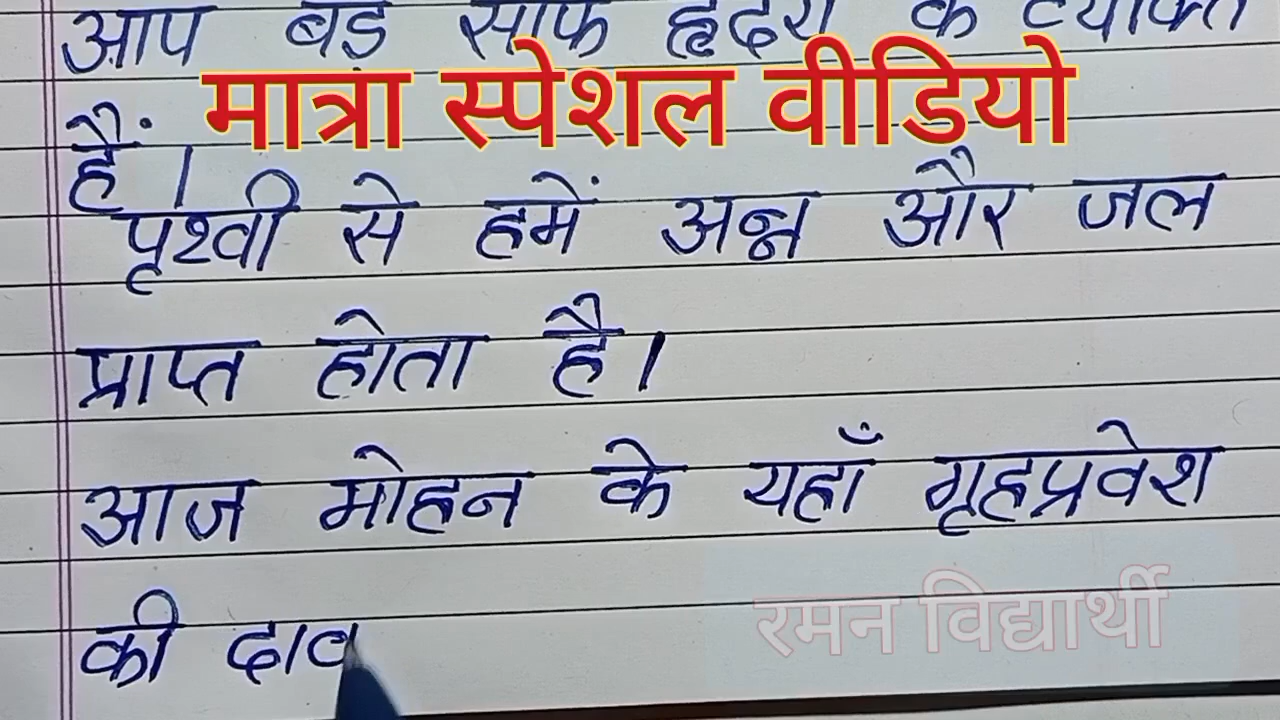 आप बड़े साफ हृदय के व्यक्ति
मात्रा स्पेशल वीडियो
हैं।
पृथ्वी से हमें अन्न और जल
प्राप्त होता है।
आज मोहन के यहाँ गृहप्रवेश
की दाव
रमन विद्यार्थी